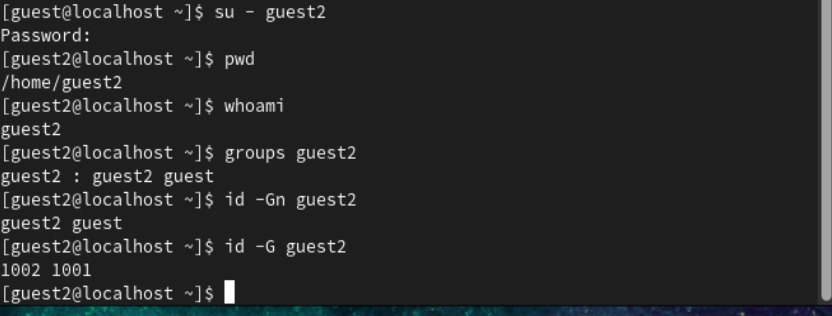 [guest@localhost ~]$ su - guest2
Password:
[guest2@localhost ~]$ pwd
/home/guest2
[guest2@localhost ~]$ whoami
guest2
[guest2@localhost ~]$ groups guest2
guest2 : guest2 guest
[guest2@localhost ~]$ id -Gn guest2
guest2 guest
[guest2@localhost ~]$ id -G guest2
1002 1001
[guest2@localhost ~]$